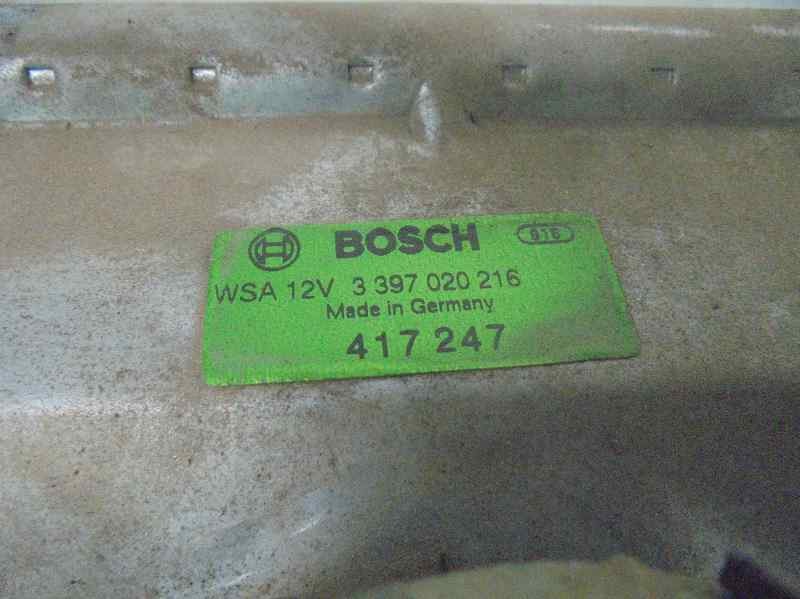 BOSCH 916
WSA 12V 3 397 020 216
Made in Germany
417 247